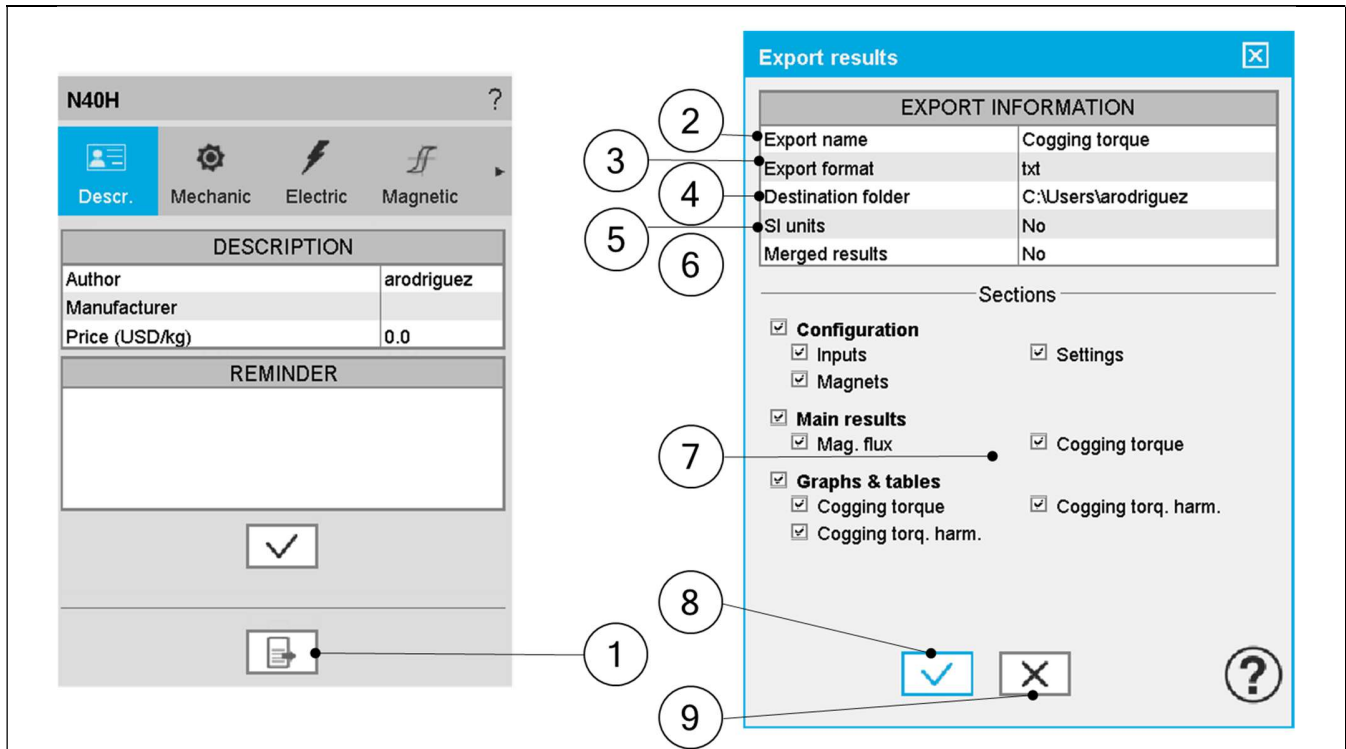 N40H ?
Descr. Mechanic Electric Magnetic
DESCRIPTION
Author arodriguez
Manufacturer
Price (USD/kg) 0.0
REMINDER
1
Export results
EXPORT INFORMATION
2 Export name Cogging torque
3 Export format txt
4 Destination folder C:\Users\arodriguez
5 SI units No
6 Merged results No
Sections
Configuration
Inputs Settings
Magnets
Main results
7 Mag. flux Cogging torque
Graphs & tables
Cogging torque Cogging torq. harm.
Cogging torq. harm.
8
9
?